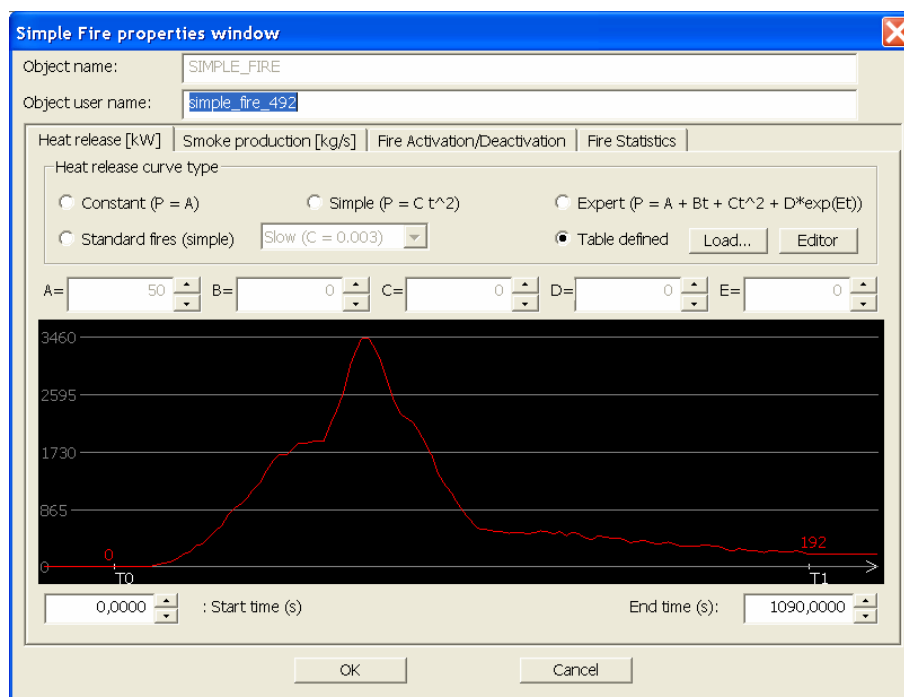 Simple Fire properties window
Object name: SIMPLE_FIRE
Object user name: simple_fire_492
Heat release [kW] Smoke production [kg/s] Fire Activation/Deactivation Fire Statistics
Heat release curve type
Constant (P = A) Simple (P = C t^2) Expert (P = A + Bt + Ct^2 + D*exp(Et))
Standard fires (simple) Slow (C = 0.003) Table defined Load... Editor
A= 50 B= 0 C= 0 D= 0 E= 0
3460
2595
1730
865
0 192
0
T0 T1
0,0000 : Start time (s) End time (s): 1090,0000
OK Cancel